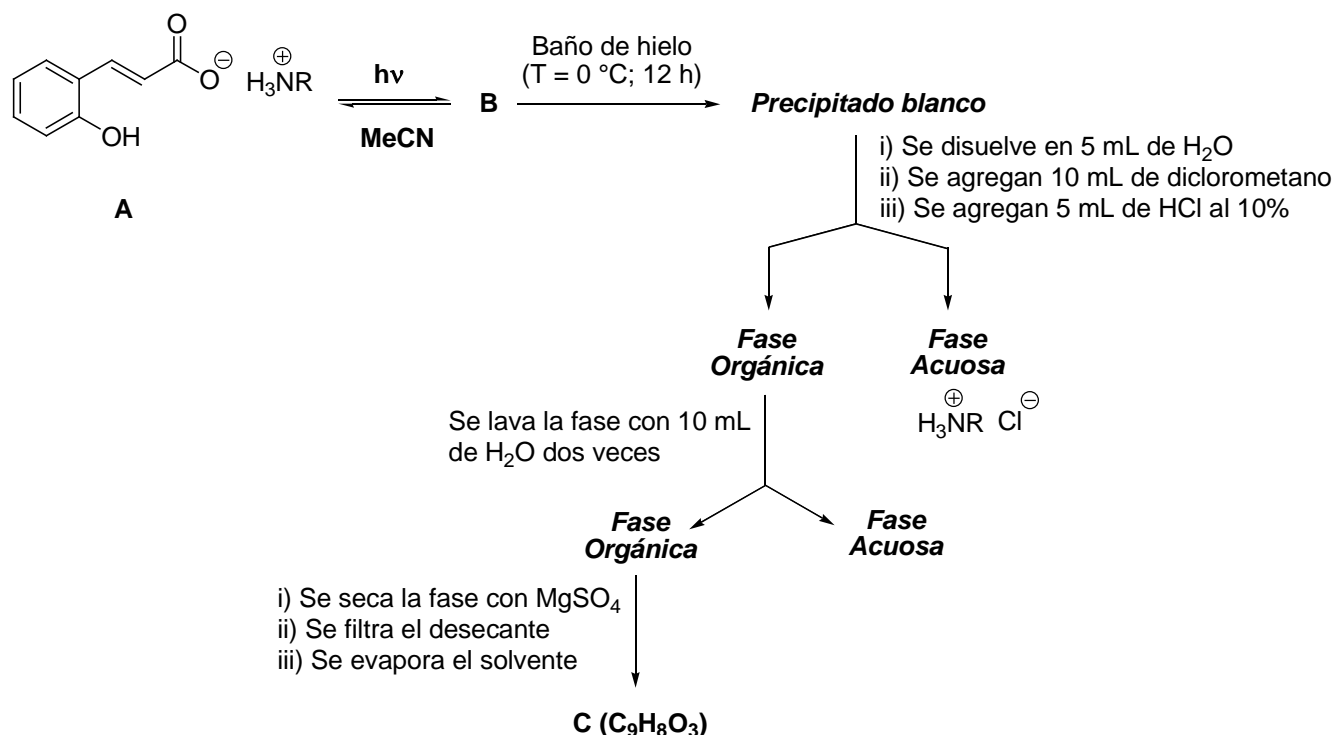 O
O⊖
H₃N⊕R
OH
A
hν
MeCN
B
Baño de hielo
(T = 0 °C; 12 h)
Precipitado blanco
i) Se disuelve en 5 mL de H₂O
ii) Se agregan 10 mL de diclorometano
iii) Se agregan 5 mL de HCl al 10%
Fase
Orgánica
Fase
Acuosa
H₃N⊕R Cl⊖
Se lava la fase con 10 mL
de H₂O dos veces
Fase
Orgánica
Fase
Acuosa
i) Se seca la fase con MgSO₄
ii) Se filtra el desecante
iii) Se evapora el solvente
C (C₉H₈O₃)